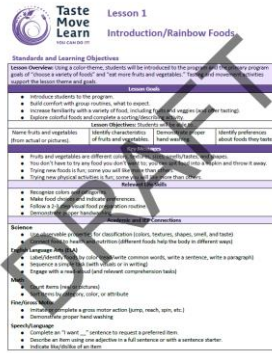 Taste
Move
Learn
YOU CAN DO IT!
Lesson 1
Introduction/Rainbow Foods
Standards and Learning Objectives
Lesson Overview: Using a color-theme, students will be introduced to the program and the primary program
goals of "choose a variety of foods" and "eat more fruits and vegetables." Tasting and movement activities
support the lesson theme and goals.
Lesson Goals
Introduce students to the program.
Build comfort with group routines, what to expect.
Increase familiarity with a variety of food, including fruits and veggies (and other tasting).
Explore colorful foods and complete a sorting/describing activity.
Lesson Objectives: Students will be able to:
Name fruits and vegetables
(from actual or pictures).
Identify characteristics
of fruits and vegetables.
Demonstrate proper
hand washing
Identify preferences
about foods they taste
Key Messages
Fruits and vegetables are different colors, textures, sizes, smells/tastes, and shapes.
You don't have to try any food you don't want to; you can spit food into a napkin and throw it away.
Trying new foods is fun; some you will like more than others.
Trying new physical activities is fun; some you will like more than others.
Relevant Life Skills
Recognize colors and categories
Make food choices and indicate preferences.
Follow a 2- food preparation routine
Demonstrate proper handwashing
Academic and IEP Connections
Science
Use observable properties for classification (colors, textures, shapes, smell, and taste)
Connect food to health and nutrition (different foods help the body in different ways)
English Language Arts (ELA)
Label/identify foods by color (read/write common words, write a sentence, write a paragraph)
Sequence a simple task (with visuals or in writing)
Engage with a read-aloud (and relevant comprehension tasks)
Math
Count items (real or pictures)
Sort items by category, color, or attribute
Fine/Gross Motor
Imitate or complete a gross motor action (jump, reach, spin, etc.)
Demonstrate proper hand washing
Speech/Language
Complete an "I want __" sentence to request a preferred item.
Describe an item using one adjective in a full sentence or with a sentence starter.
Indicate like/dislike of an item
DRAFT